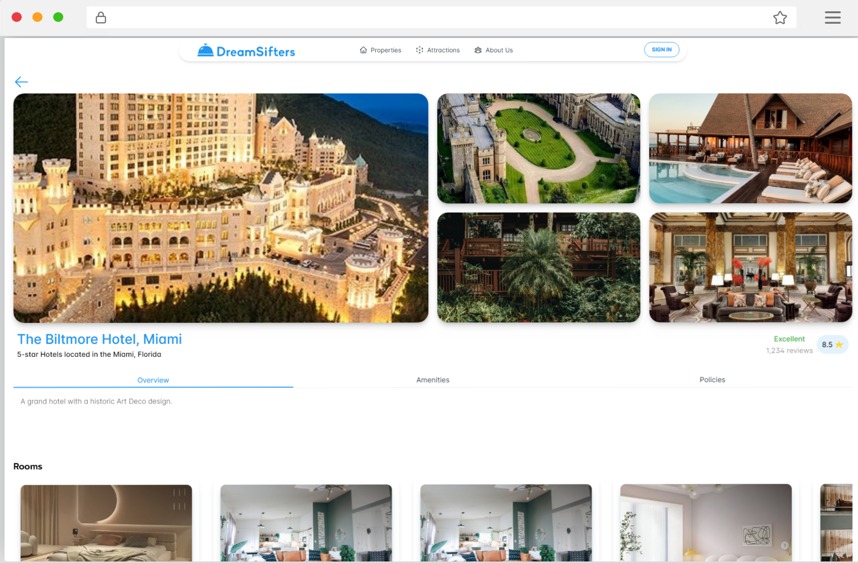 DreamSifters
Properties
Attractions
About Us
SIGN IN
The Biltmore Hotel, Miami
5-star Hotels located in the Miami, Florida
Excellent
1,234 reviews
8.5
Overview
Amenities
Policies
A grand hotel with a historic Art Deco design.
Rooms